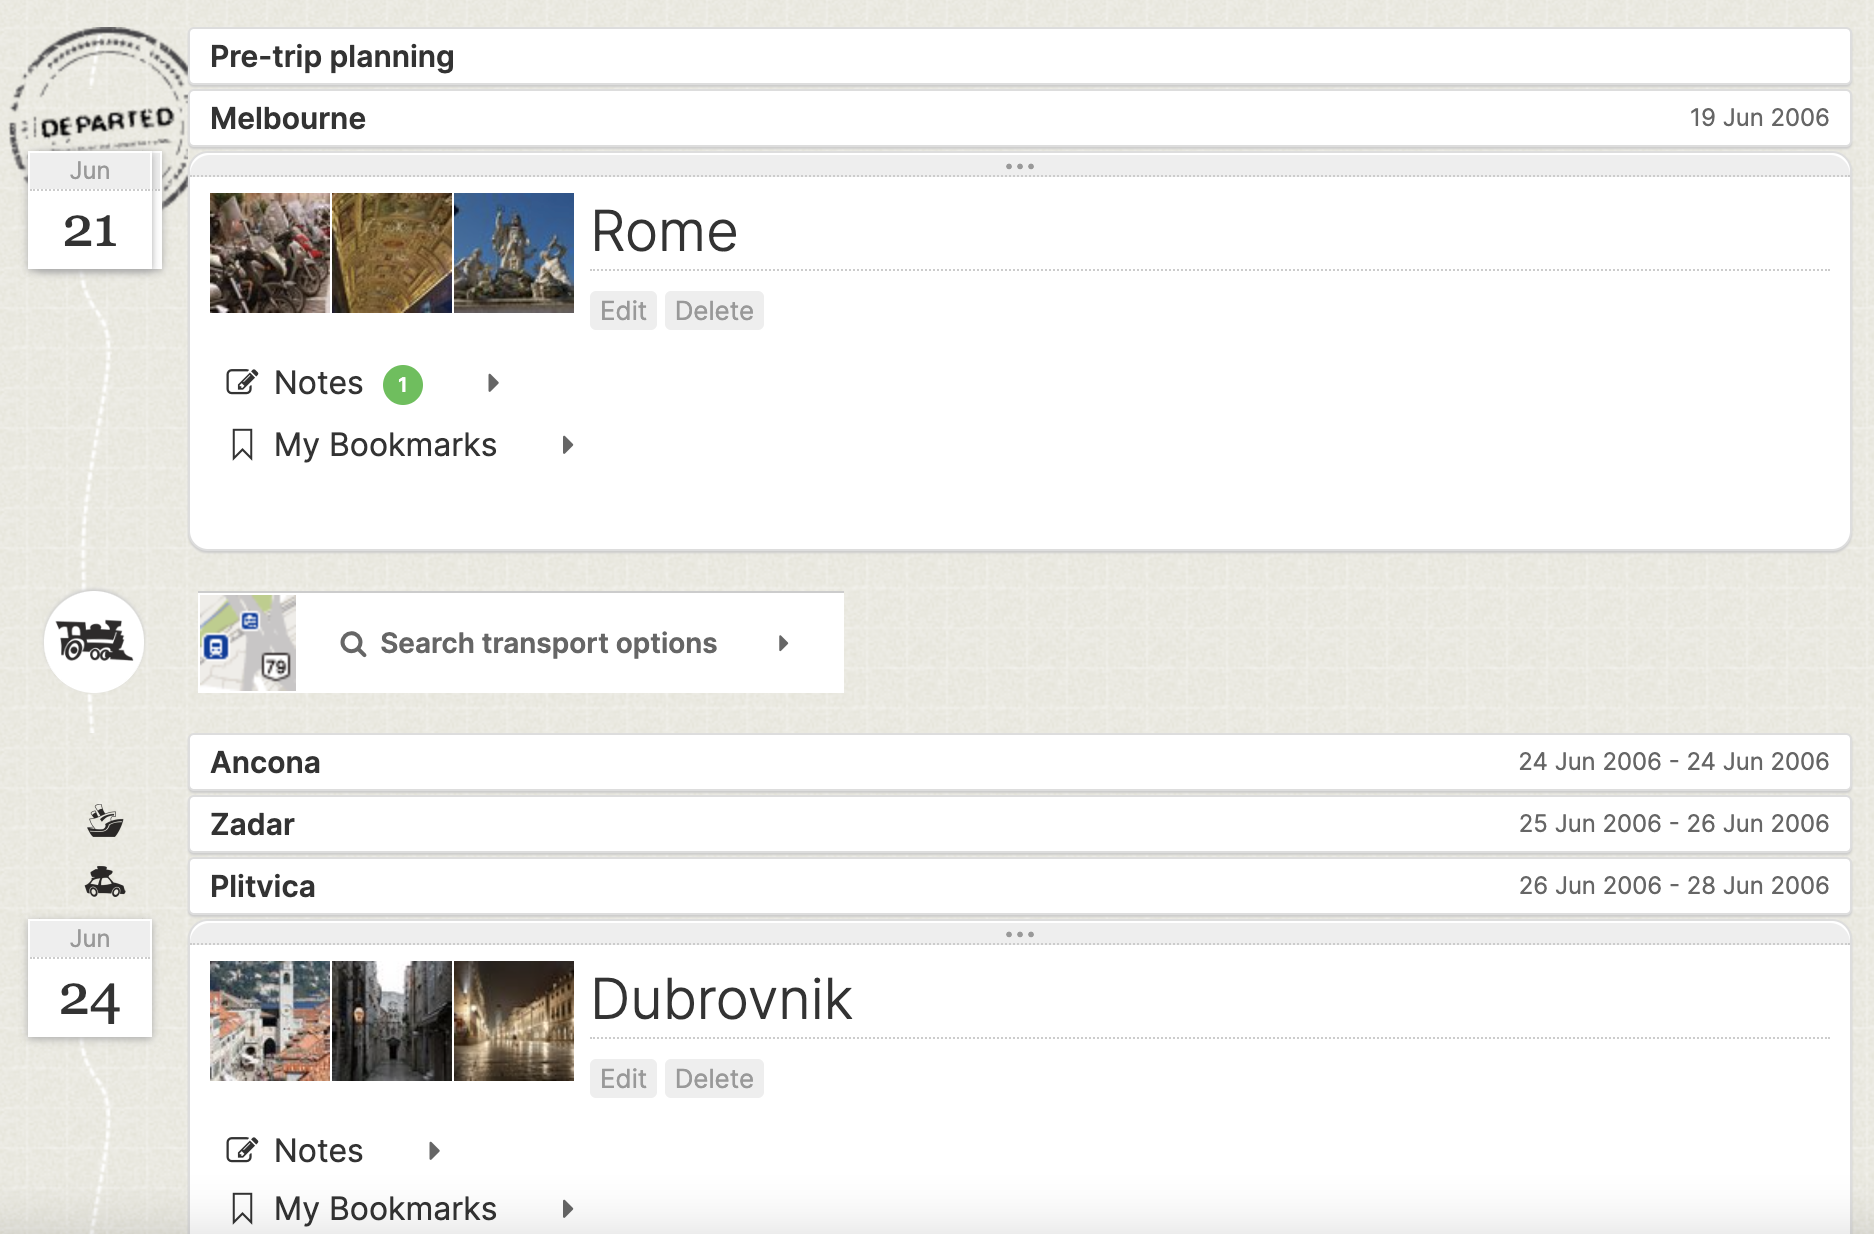 Pre-trip planning
DEPARTED
Melbourne 19 Jun 2006
Jun
21
Rome
Edit Delete
Notes 1
My Bookmarks
79
Search transport options
Ancona 24 Jun 2006 - 24 Jun 2006
Zadar 25 Jun 2006 - 26 Jun 2006
Plitvica 26 Jun 2006 - 28 Jun 2006
Jun
24
Dubrovnik
Edit Delete
Notes
My Bookmarks